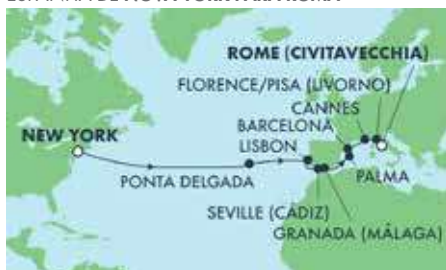 ROME (CIVITAVECCHIA)
FLORENCE/PISA (LIVORNO)
CANNES
BARCELONA
NEW YORK
LISBON
PONTA DELGADA
PALMA
SEVILLE (CÁDIZ)
GRANADA (MÁLAGA)